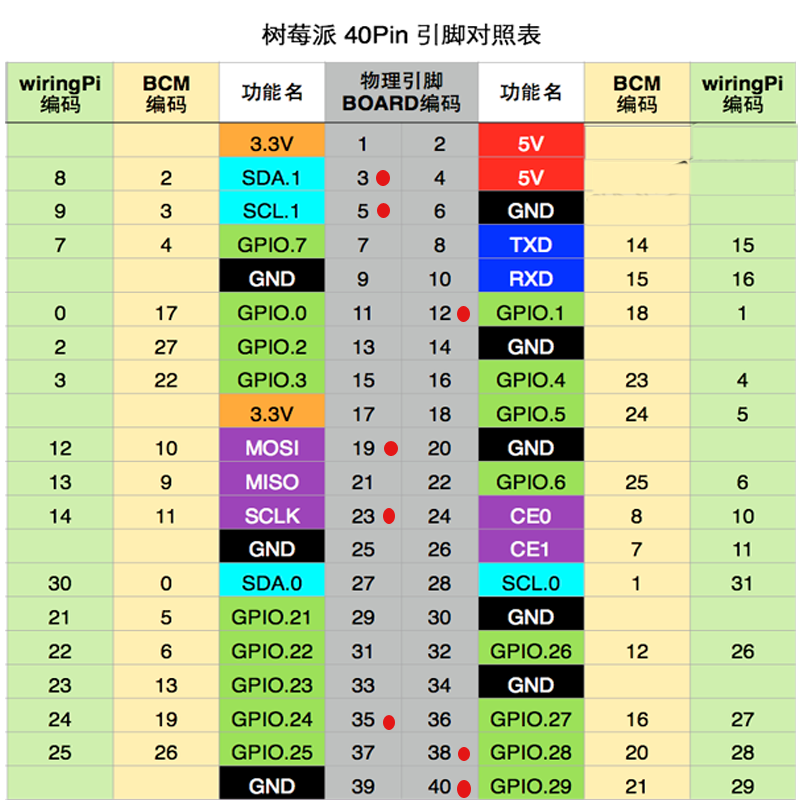 树莓派 40Pin 引脚对照表
wiringPi 编码 BCM 编码 功能名 物理引脚 BOARD编码 功能名 BCM 编码 wiringPi 编码
3.3V 1 2 5V
8 2 SDA.1 3 4 5V
9 3 SCL.1 5 6 GND
7 4 GPIO.7 7 8 TXD 14 15
GND 9 10 RXD 15 16
0 17 GPIO.0 11 12 GPIO.1 18 1
2 27 GPIO.2 13 14 GND
3 22 GPIO.3 15 16 GPIO.4 23 4
3.3V 17 18 GPIO.5 24 5
12 10 MOSI 19 20 GND
13 9 MISO 21 22 GPIO.6 25 6
14 11 SCLK 23 24 CE0 8 10
GND 25 26 CE1 7 11
30 0 SDA.0 27 28 SCL.0 1 31
21 5 GPIO.21 29 30 GND
22 6 GPIO.22 31 32 GPIO.26 12 26
23 13 GPIO.23 33 34 GND
24 19 GPIO.24 35 36 GPIO.27 16 27
25 26 GPIO.25 37 38 GPIO.28 20 28
GND 39 40 GPIO.29 21 29